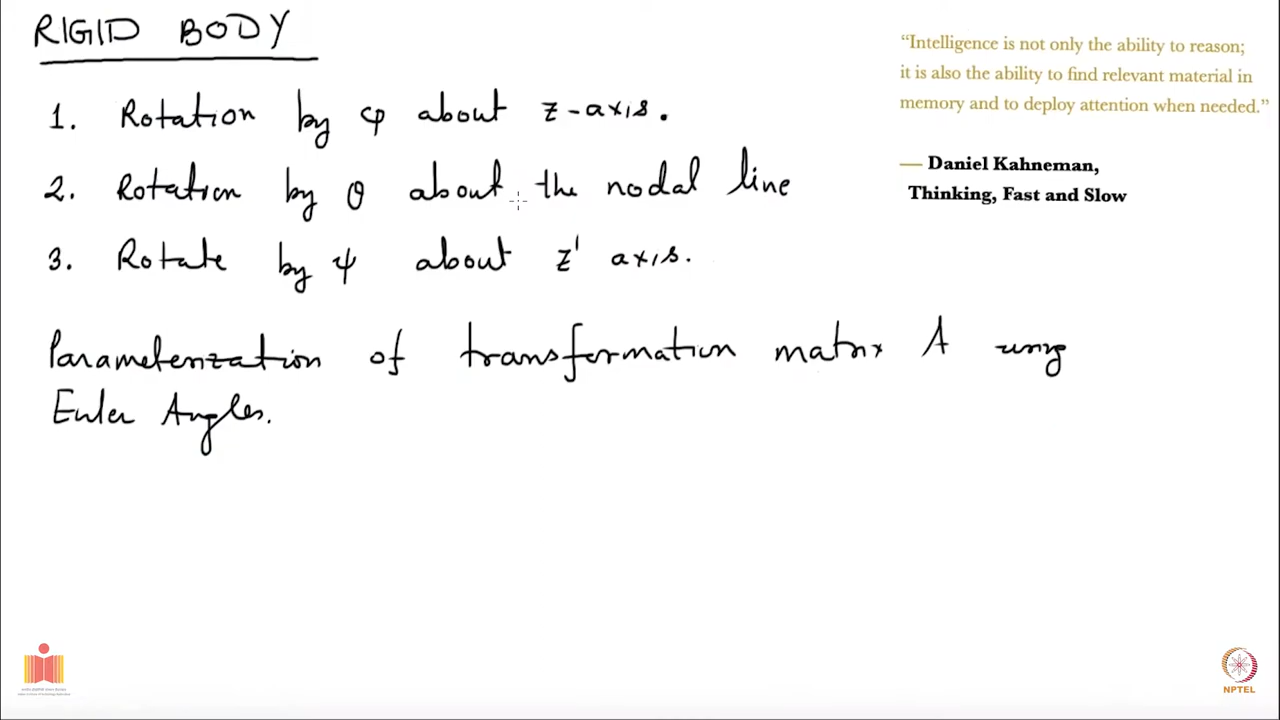 RIGID BODY
1. Rotation by φ about z-axis.
2. Rotation by θ about the nodal line
3. Rotate by ψ about z' axis.
Parameterization of transformation matrix A using
Euler Angles.
“Intelligence is not only the ability to reason;
it is also the ability to find relevant material in
memory and to deploy attention when needed.”
— Daniel Kahneman,
Thinking, Fast and Slow
NPTEL